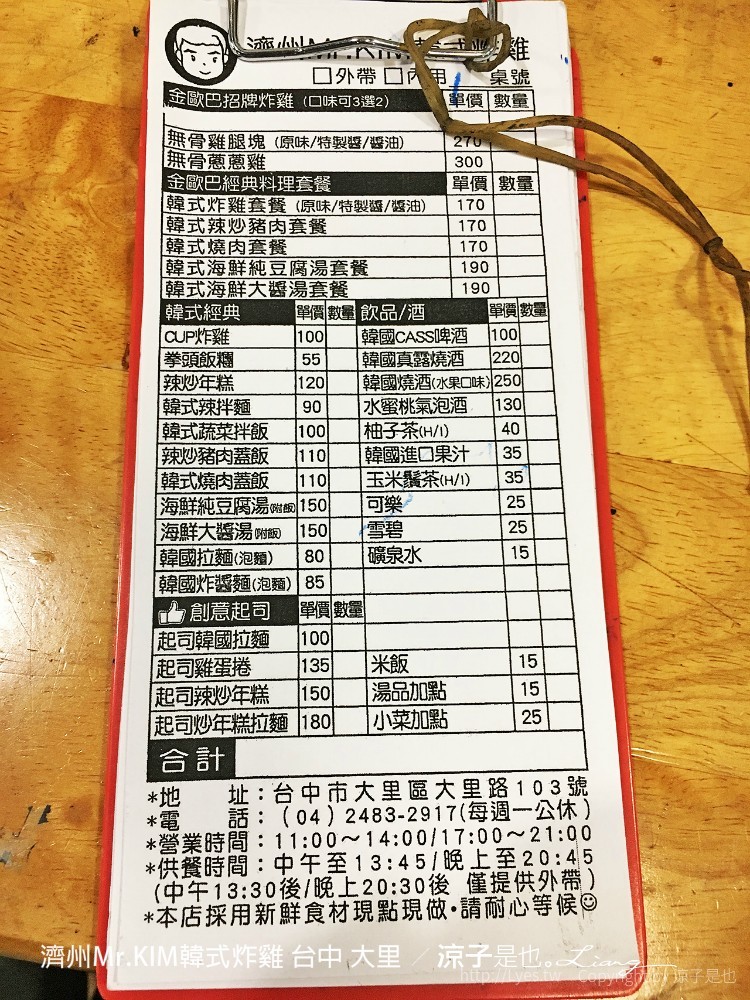 濟州Mr.KIM韓式炸雞
□外帶 □內用 桌號
金歐巴招牌炸雞 (口味可3選2) 單價 數量
無骨雞腿塊 (原味/特製醬/醬油) 270
無骨蔥蔥雞 300
金歐巴經典料理套餐 單價 數量
韓式炸雞套餐 (原味/特製醬/醬油) 170
韓式辣炒豬肉套餐 170
韓式燒肉套餐 170
韓式海鮮純豆腐湯套餐 190
韓式海鮮大醬湯套餐 190
韓式經典 單價 數量 飲品/酒 單價 數量
CUP炸雞 100 韓國CASS啤酒 100
拳頭飯糰 55 韓國真露燒酒 220
辣炒年糕 120 韓國燒酒(水果口味) 250
韓式辣拌麵 90 水蜜桃氣泡酒 130
韓式蔬菜拌飯 100 柚子茶(H/I) 40
辣炒豬肉蓋飯 110 韓國進口果汁 35
韓式燒肉蓋飯 110 玉米鬚茶(H/I) 35
海鮮純豆腐湯(附飯) 150 可樂 25
海鮮大醬湯(附飯) 150 雪碧 25
韓國拉麵(泡麵) 80 礦泉水 15
韓國炸醬麵(泡麵) 85
創意起司 單價 數量
起司韓國拉麵 100
起司雞蛋捲 135 米飯 15
起司辣炒年糕 150 湯品加點 15
起司炒年糕拉麵 180 小菜加點 25
合計
*地 址：台中市大里區大里路103號
*電 話：(04) 2483-2917(每週一公休)
*營業時間：11:00～14:00/17:00～21:00
*供餐時間：中午至13:45/晚上至20:45
(中午13:30後/晚上20:30後 僅提供外帶)
*本店採用新鮮食材現點現做･請耐心等候☺
濟州Mr.KIM韓式炸雞 台中 大里 ／ 涼子是也。Ling
http://Lyes.tw Copyright 涼子是也